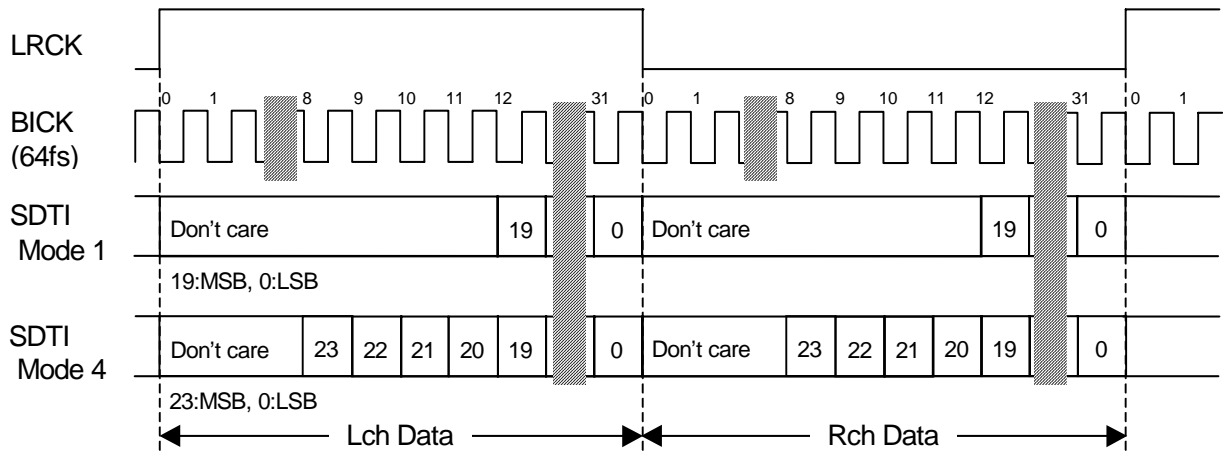 LRCK
0 1 8 9 10 11 12 31 0 1 8 9 10 11 12 31 0 1
BICK
(64fs)
SDTI
Mode 1
Don't care 19 0 Don't care 19 0
19:MSB, 0:LSB
SDTI
Mode 4
Don't care 23 22 21 20 19 0 Don't care 23 22 21 20 19 0
23:MSB, 0:LSB
Lch Data Rch Data